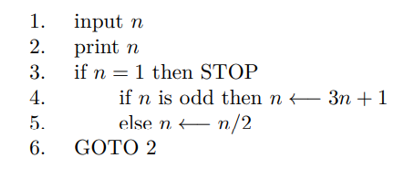 1. input n
2. print n
3. if n = 1 then STOP
4. if n is odd then n ⟵ 3n + 1
5. else n ⟵ n/2
6. GOTO 2